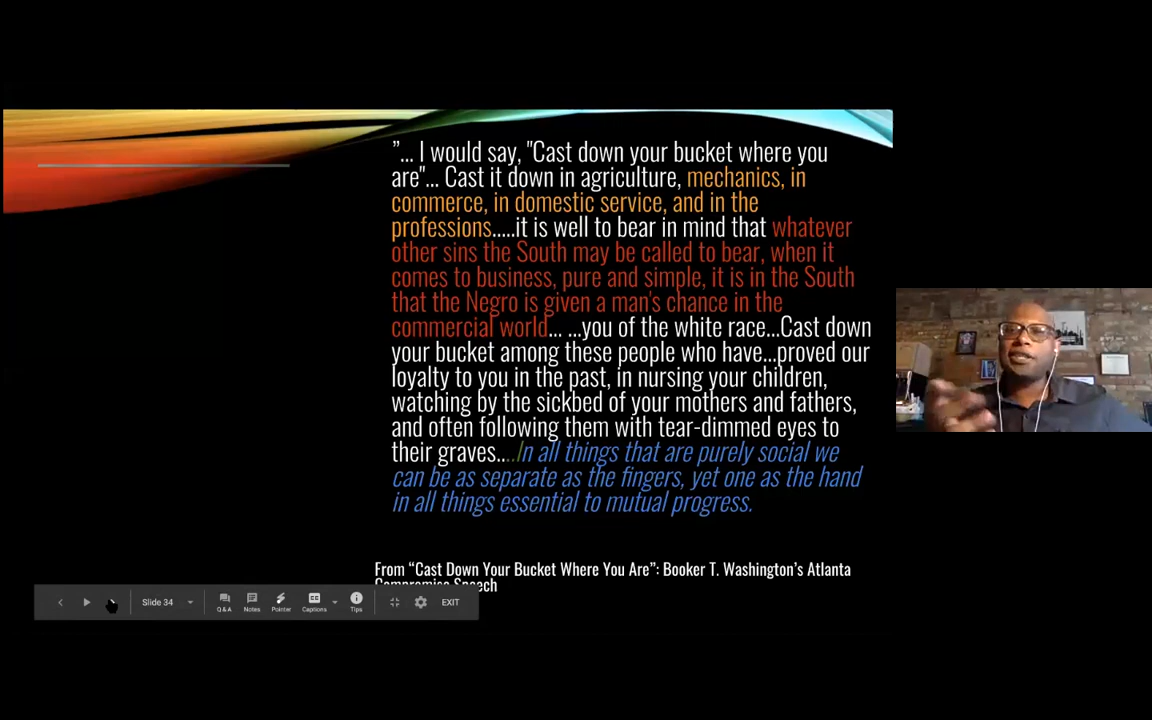 ”... I would say, "Cast down your bucket where you
are"... Cast it down in agriculture, mechanics, in
commerce, in domestic service, and in the
professions.....it is well to bear in mind that whatever
other sins the South may be called to bear, when it
comes to business, pure and simple, it is in the South
that the Negro is given a man's chance in the
commercial world... ...you of the white race...Cast down
your bucket among these people who have...proved our
loyalty to you in the past, in nursing your children,
watching by the sickbed of your mothers and fathers,
and often following them with tear-dimmed eyes to
their graves.....In all things that are purely social we
can be as separate as the fingers, yet one as the hand
in all things essential to mutual progress.
From “Cast Down Your Bucket Where You Are”: Booker T. Washington’s Atlanta
Compromise Speech
Slide 34
Q&A
Notes
Pointer
Captions
Tips
EXIT